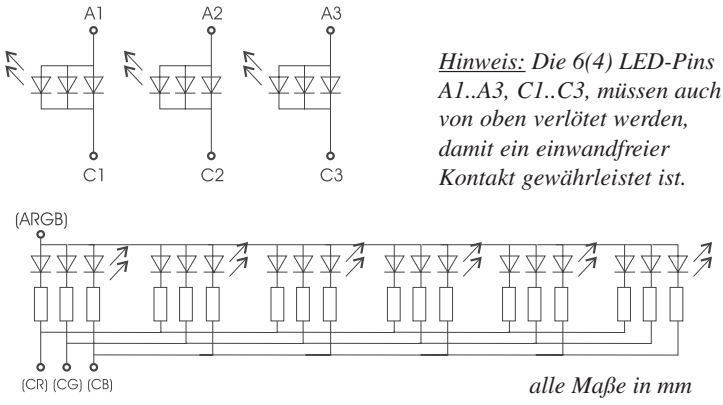 A1 A2 A3
Hinweis: Die 6(4) LED-Pins
A1..A3, C1..C3, müssen auch
von oben verlötet werden,
damit ein einwandfreier
Kontakt gewährleistet ist.
C1 C2 C3
(ARGB)
(CR) (CG) (CB)
alle Maße in mm